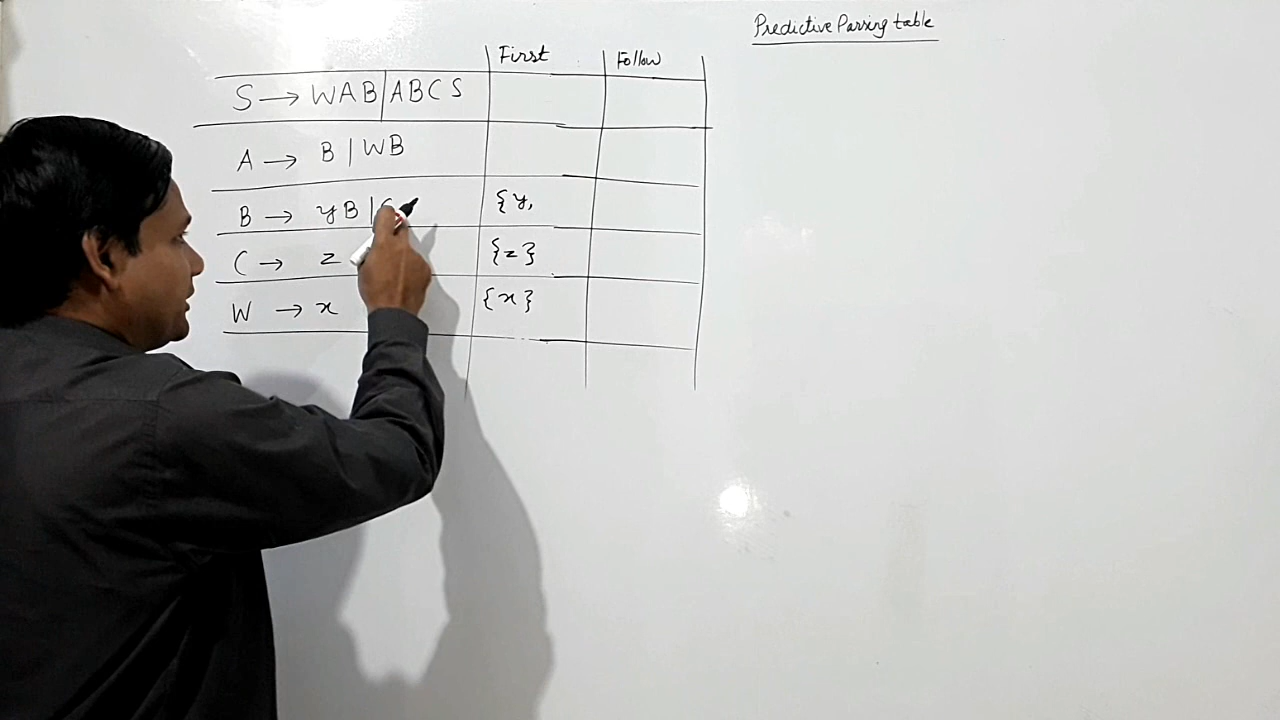 Predictive Parsing table
First Follow
S → WAB | ABCS
A → B | WB
B → yB | {y,
C → z {z}
W → x {x}